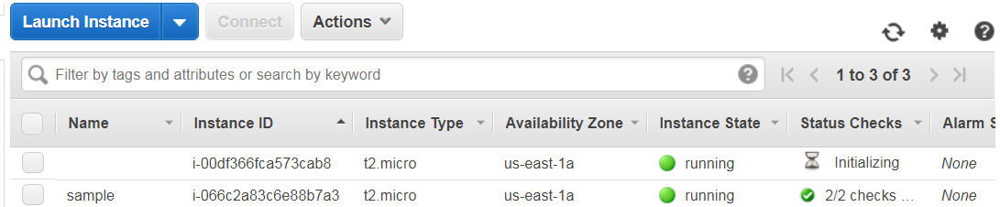 Launch Instance Connect Actions
Filter by tags and attributes or search by keyword ? 1 to 3 of 3 ?
Name Instance ID Instance Type Availability Zone Instance State Status Checks Alarm S
i-00df366fca573cab8 t2.micro us-east-1a running Initializing None
sample i-066c2a83c6e88b7a3 t2.micro us-east-1a running 2/2 checks ... None